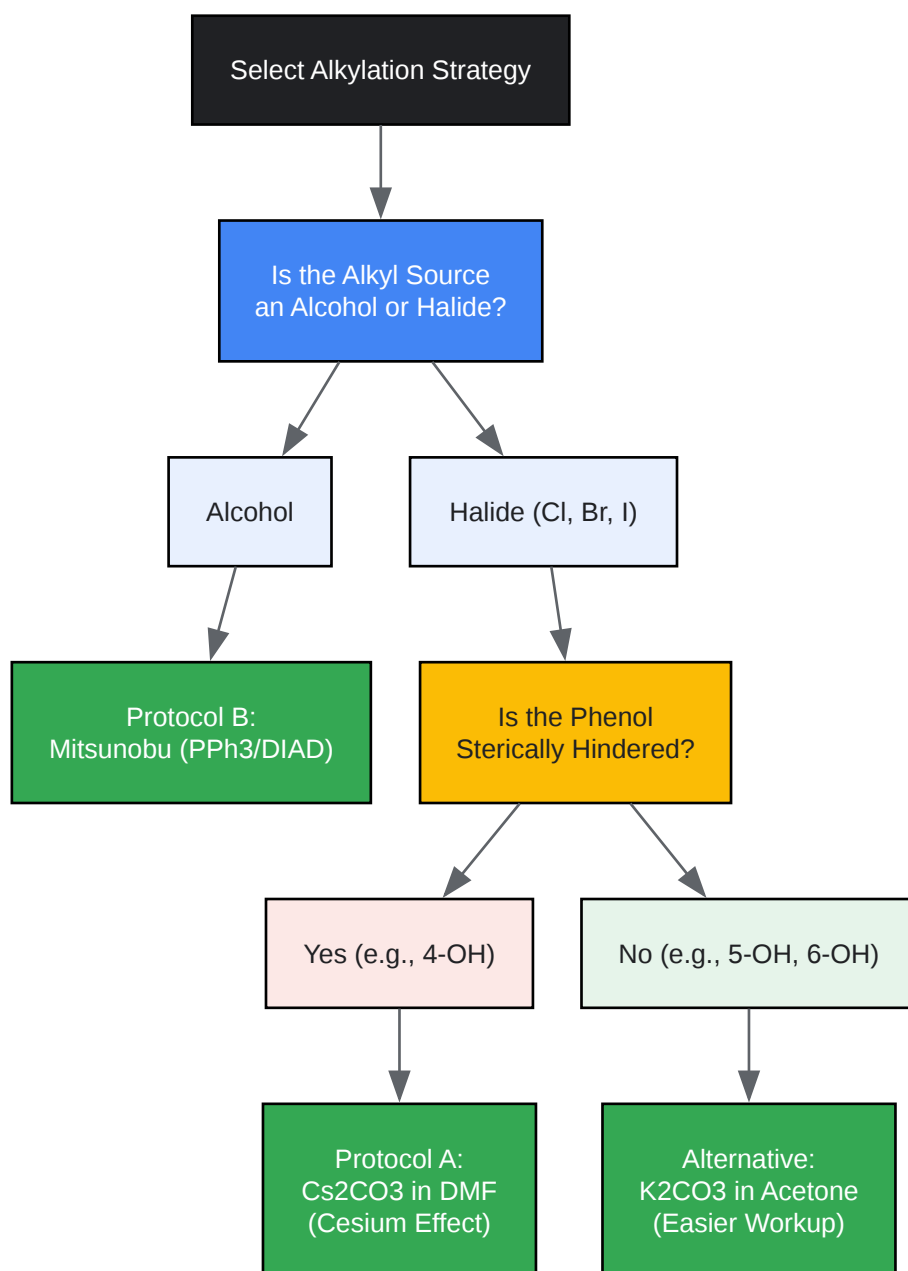 Select Alkylation Strategy
Is the Alkyl Source
an Alcohol or Halide?
Alcohol
Halide (Cl, Br, I)
Protocol B:
Mitsunobu (PPh3/DIAD)
Is the Phenol
Sterically Hindered?
Yes (e.g., 4-OH)
No (e.g., 5-OH, 6-OH)
Protocol A:
Cs2CO3 in DMF
(Cesium Effect)
Alternative:
K2CO3 in Acetone
(Easier Workup)